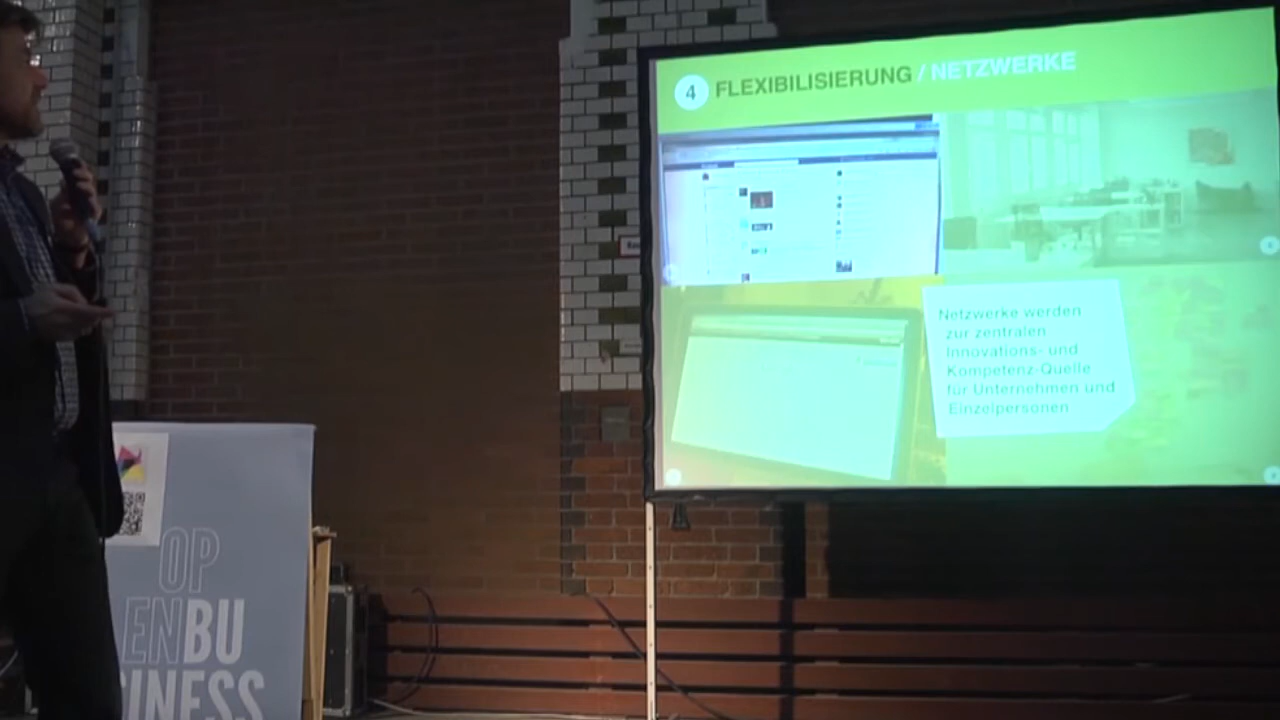 4 FLEXIBILISIERUNG / NETZWERKE
Netzwerke werden
zur zentralen
Innovations- und
Kompetenz-Quelle
für Unternehmen und
Einzelpersonen
OP
ENBU
SINESS